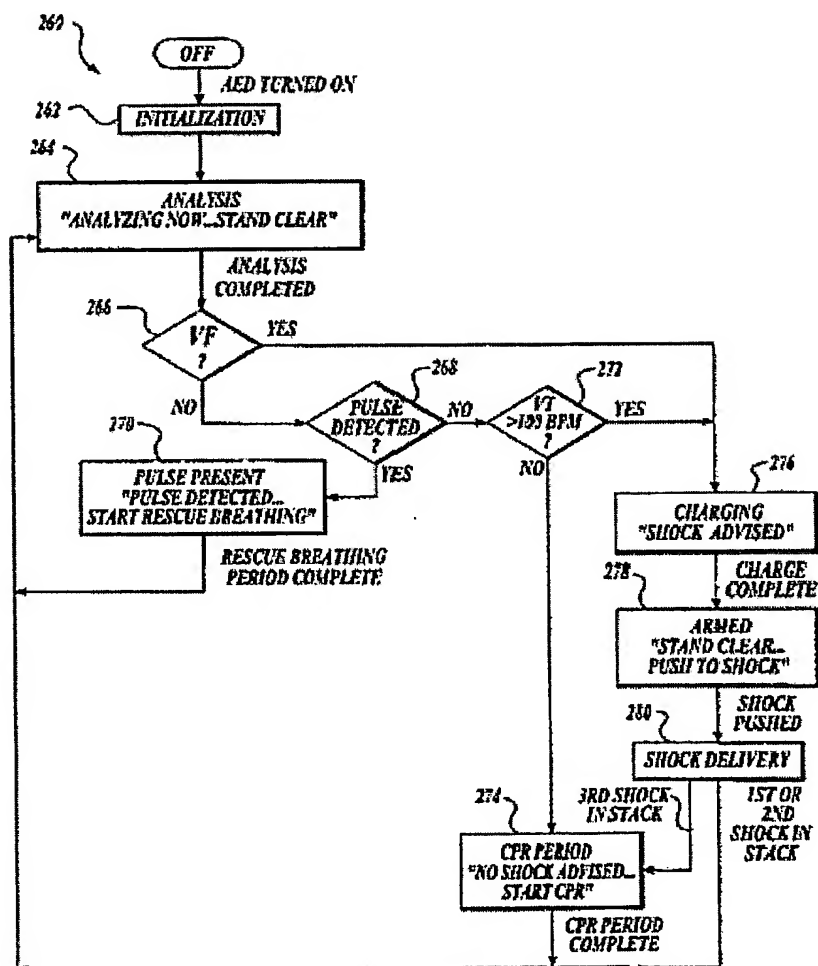 260
OFF
AED TURNED ON
262
INITIALIZATION
264
ANALYSIS
"ANALYZING NOW...STAND CLEAR"
ANALYSIS
COMPLETED
266
VF
?
YES
NO
268
PULSE
DETECTED
?
NO
YES
272
VT
>100 BPM
?
YES
NO
270
PULSE PRESENT
"PULSE DETECTED...
START RESCUE BREATHING"
RESCUE BREATHING
PERIOD COMPLETE
276
CHARGING
"SHOCK ADVISED"
CHARGE
COMPLETE
278
ARMED
"STAND CLEAR...
PUSH TO SHOCK"
SHOCK
PUSHED
280
SHOCK DELIVERY
3RD SHOCK
IN STACK
1ST OR
2ND
SHOCK IN
STACK
274
CPR PERIOD
"NO SHOCK ADVISED...
START CPR"
CPR PERIOD
COMPLETE